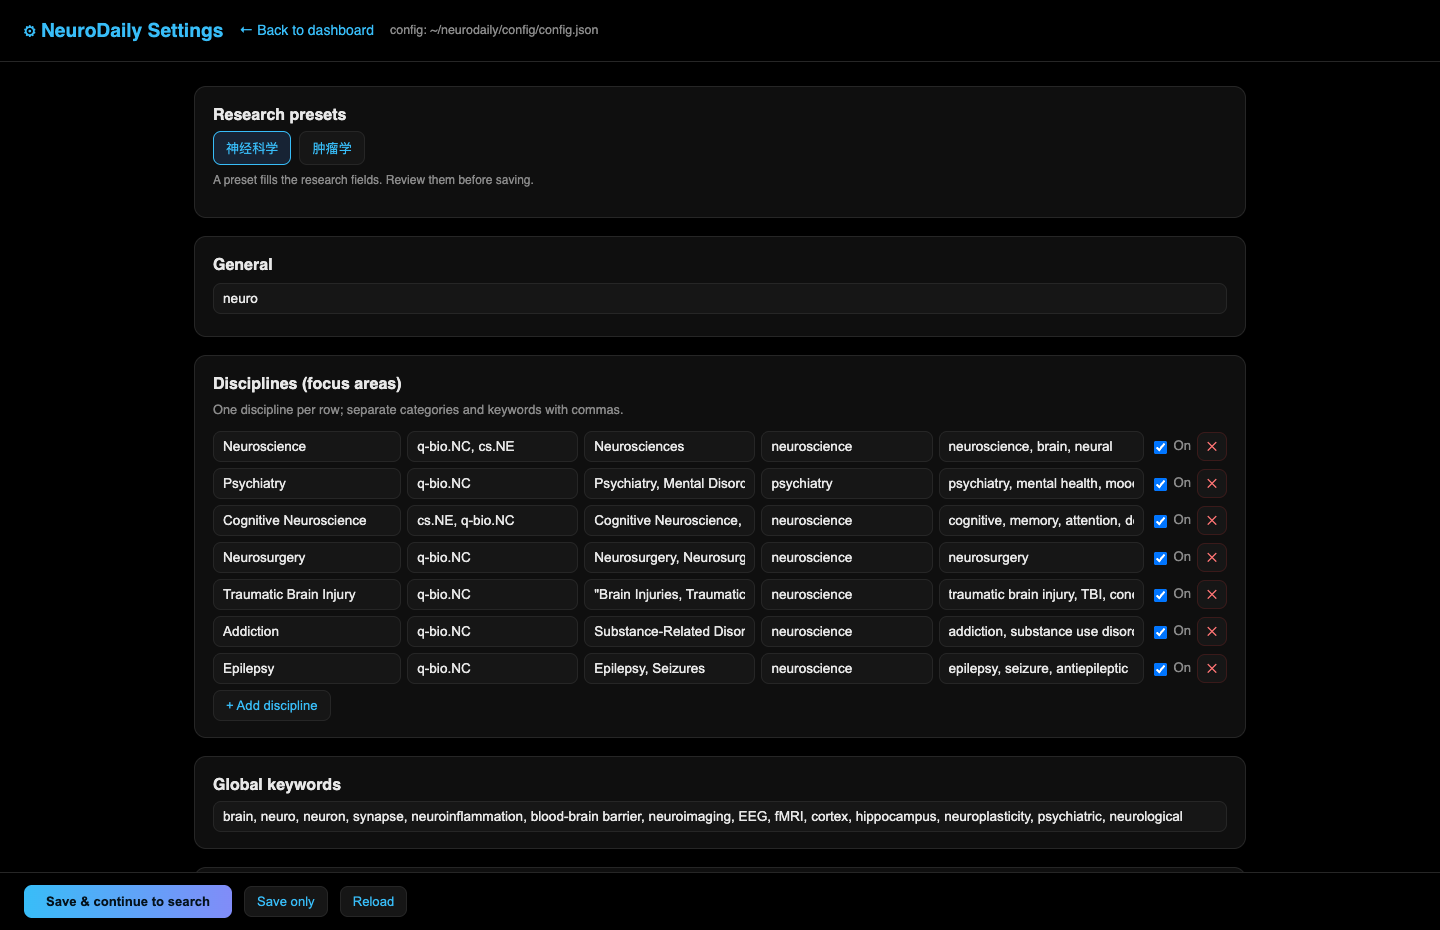 ⚙ NeuroDaily Settings ← Back to dashboard config: ~/neurodaily/config/config.json
Research presets
神经科学 肿瘤学
A preset fills the research fields. Review them before saving.
General
neuro
Disciplines (focus areas)
One discipline per row; separate categories and keywords with commas.
Neuroscience q-bio.NC, cs.NE Neurosciences neuroscience neuroscience, brain, neural On ✕
Psychiatry q-bio.NC Psychiatry, Mental Disorc psychiatry psychiatry, mental health, mood On ✕
Cognitive Neuroscience cs.NE, q-bio.NC Cognitive Neuroscience, neuroscience cognitive, memory, attention, de On ✕
Neurosurgery q-bio.NC Neurosurgery, Neurosurg neuroscience neurosurgery On ✕
Traumatic Brain Injury q-bio.NC "Brain Injuries, Traumatic neuroscience traumatic brain injury, TBI, conc On ✕
Addiction q-bio.NC Substance-Related Disor neuroscience addiction, substance use disord On ✕
Epilepsy q-bio.NC Epilepsy, Seizures neuroscience epilepsy, seizure, antiepileptic On ✕
+ Add discipline
Global keywords
brain, neuro, neuron, synapse, neuroinflammation, blood-brain barrier, neuroimaging, EEG, fMRI, cortex, hippocampus, neuroplasticity, psychiatric, neurological
Save & continue to search Save only Reload